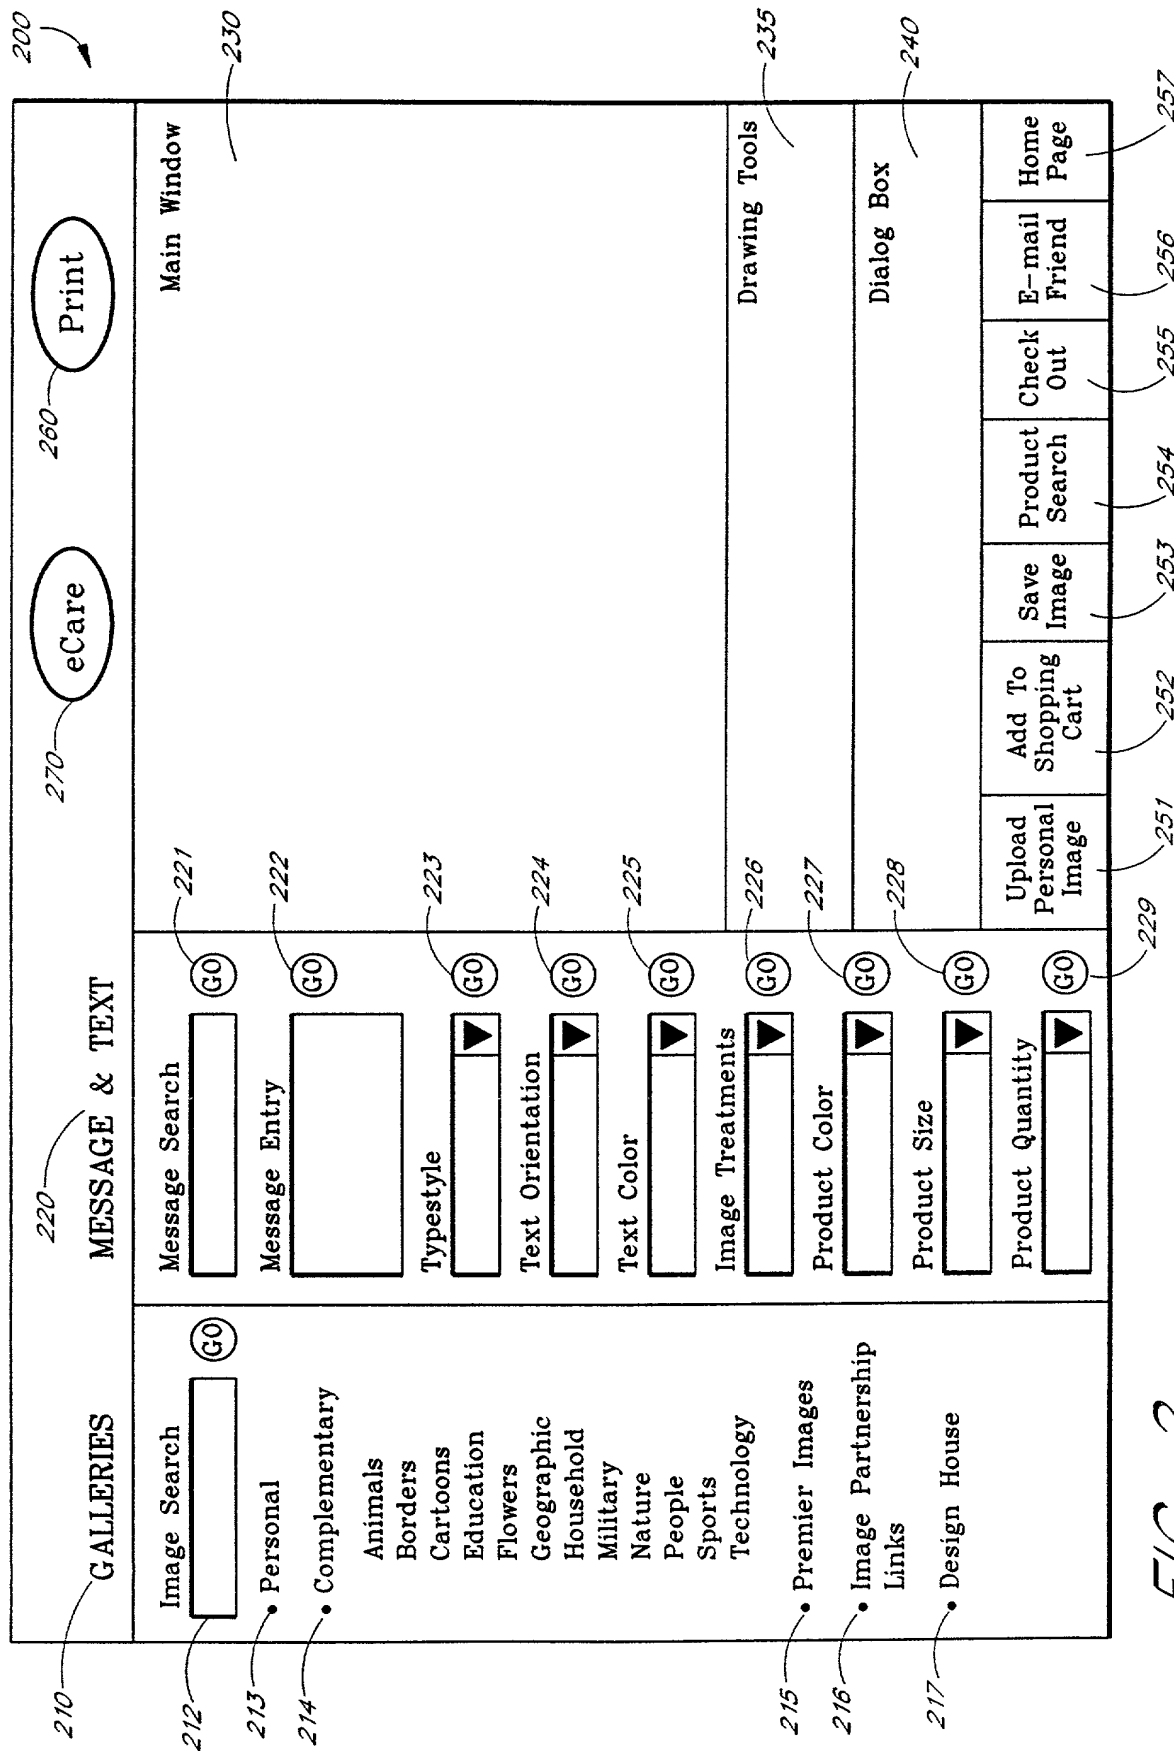 200
210
GALLERIES
220
MESSAGE & TEXT
270
eCare
260
Print
212
Image Search
GO
213
• Personal
214
• Complementary
Animals
Borders
Cartoons
Education
Flowers
Geographic
Household
Military
Nature
People
Sports
Technology
215
• Premier Images
216
• Image Partnership
Links
217
• Design House
Message Search
GO
221
Message Entry
GO
222
Typestyle
GO
223
Text Orientation
GO
224
Text Color
GO
225
Image Treatments
GO
226
Product Color
GO
227
Product Size
GO
228
Product Quantity
GO
229
Main Window
230
Drawing Tools
235
Dialog Box
240
Upload
Personal
Image
251
Add To
Shopping
Cart
252
Save
Image
253
Product
Search
254
Check
Out
255
E-mail
Friend
256
Home
Page
257